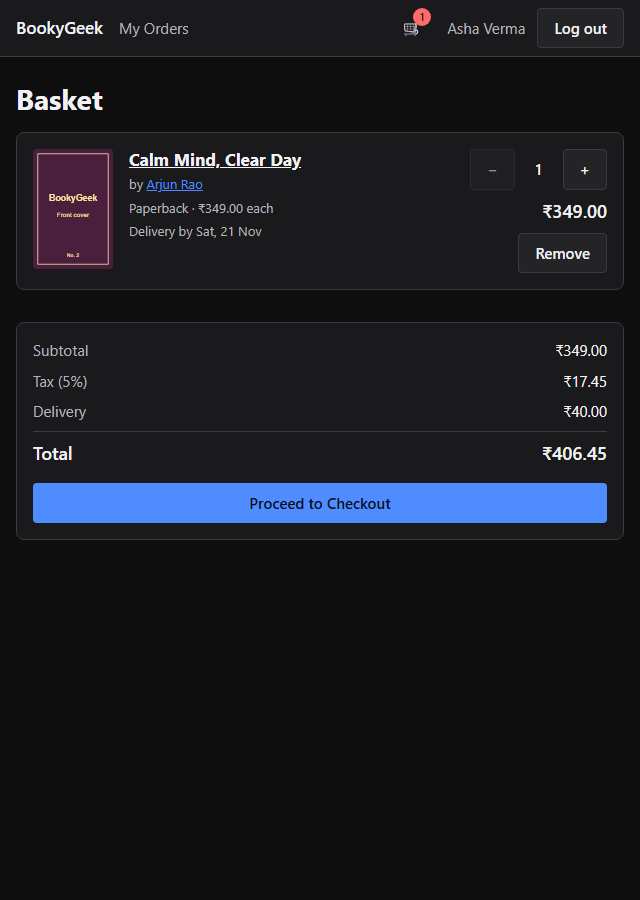 BookyGeek My Orders 1 Asha Verma Log out
Basket
BookyGeek
Front cover
No. 2
Calm Mind, Clear Day
by Arjun Rao
Paperback · ₹349.00 each
Delivery by Sat, 21 Nov
− 1 +
₹349.00
Remove
Subtotal ₹349.00
Tax (5%) ₹17.45
Delivery ₹40.00
Total ₹406.45
Proceed to Checkout